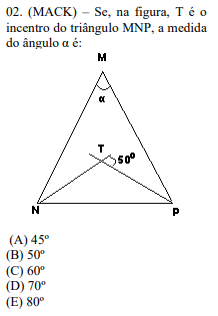 02. (MACK) – Se, na figura, T é o
incentro do triângulo MNP, a medida
do ângulo α é:
M
α
T
50º
N
P
(A) 45º
(B) 50º
(C) 60º
(D) 70º
(E) 80º